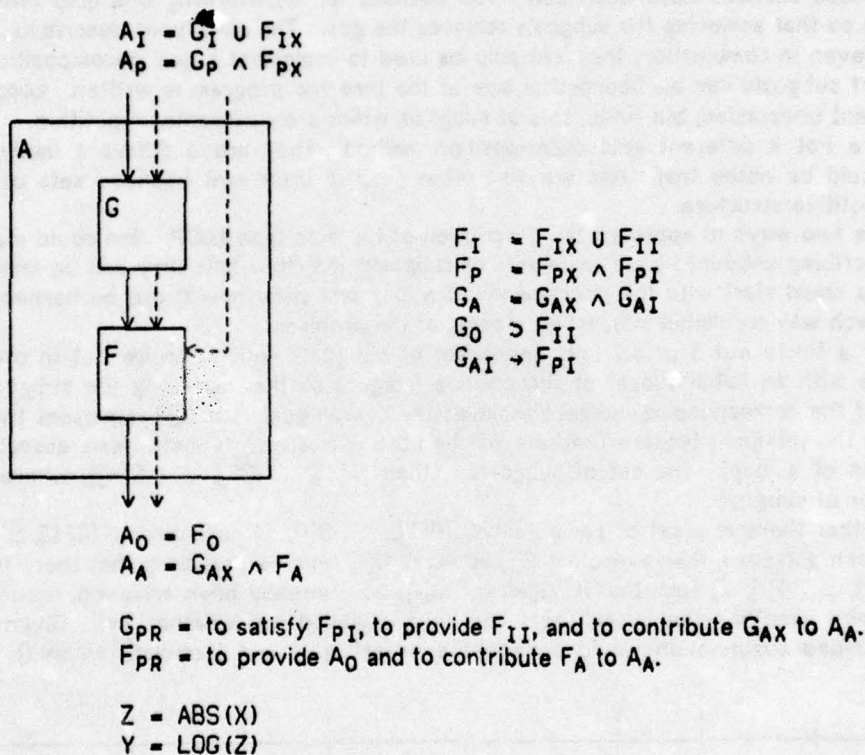 A_I = G_I ∪ F_IX
A_P = G_P ∧ F_PX
A
G
F
F_I = F_IX ∪ F_II
F_P = F_PX ∧ F_PI
G_A = G_AX ∧ G_AI
G_O = F_II
G_AI = F_PI
A_O = F_O
A_A = G_AX ∧ F_A
G_PR = to satisfy F_PI, to provide F_II, and to contribute G_AX to A_A.
F_PR = to provide A_O and to contribute F_A to A_A.
Z = ABS(X)
Y = LOG(Z)